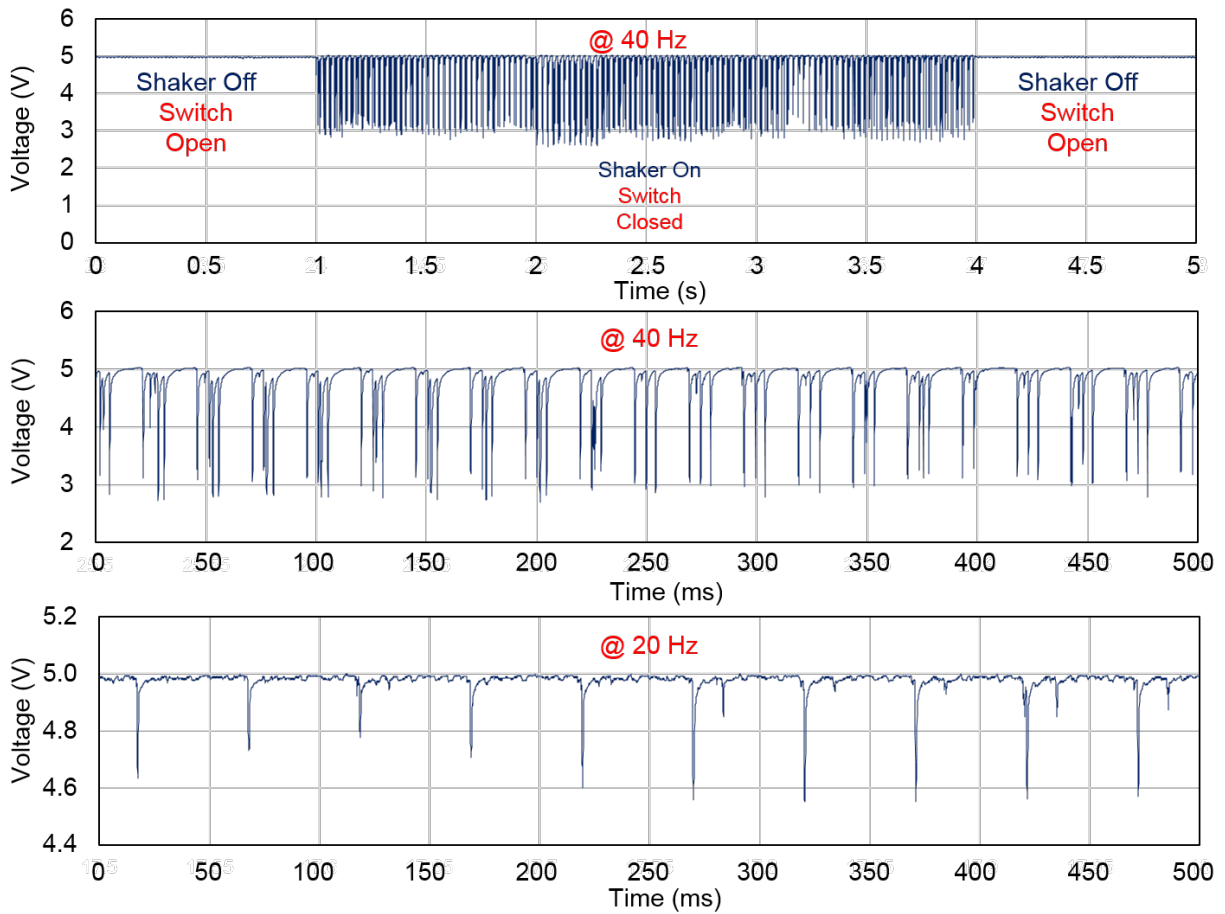 6
@ 40 Hz
5
Shaker Off
Shaker Off
4
Switch
Switch
3
Open
Open
Voltage (V)
2
Shaker On
1
Switch
Closed
0
0 0.5 1 1.5 2 2.5 3 3.5 4 4.5 5
Time (s)
6
@ 40 Hz
5
Voltage (V)
4
3
2
0 50 100 150 200 250 300 350 400 450 500
Time (ms)
5.2
@ 20 Hz
5.0
Voltage (V)
4.8
4.6
4.4
0 50 100 150 200 250 300 350 400 450 500
Time (ms)